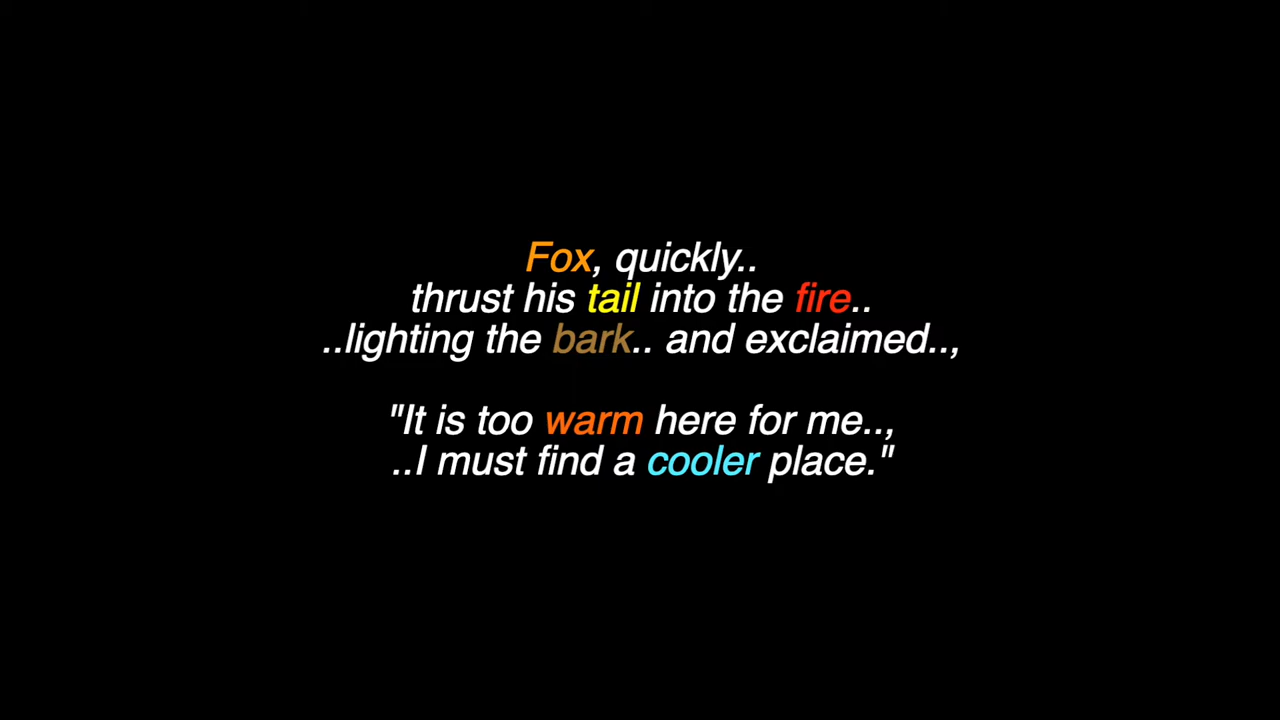 Fox, quickly..
thrust his tail into the fire..
..lighting the bark.. and exclaimed..,
"It is too warm here for me..,
..I must find a cooler place."